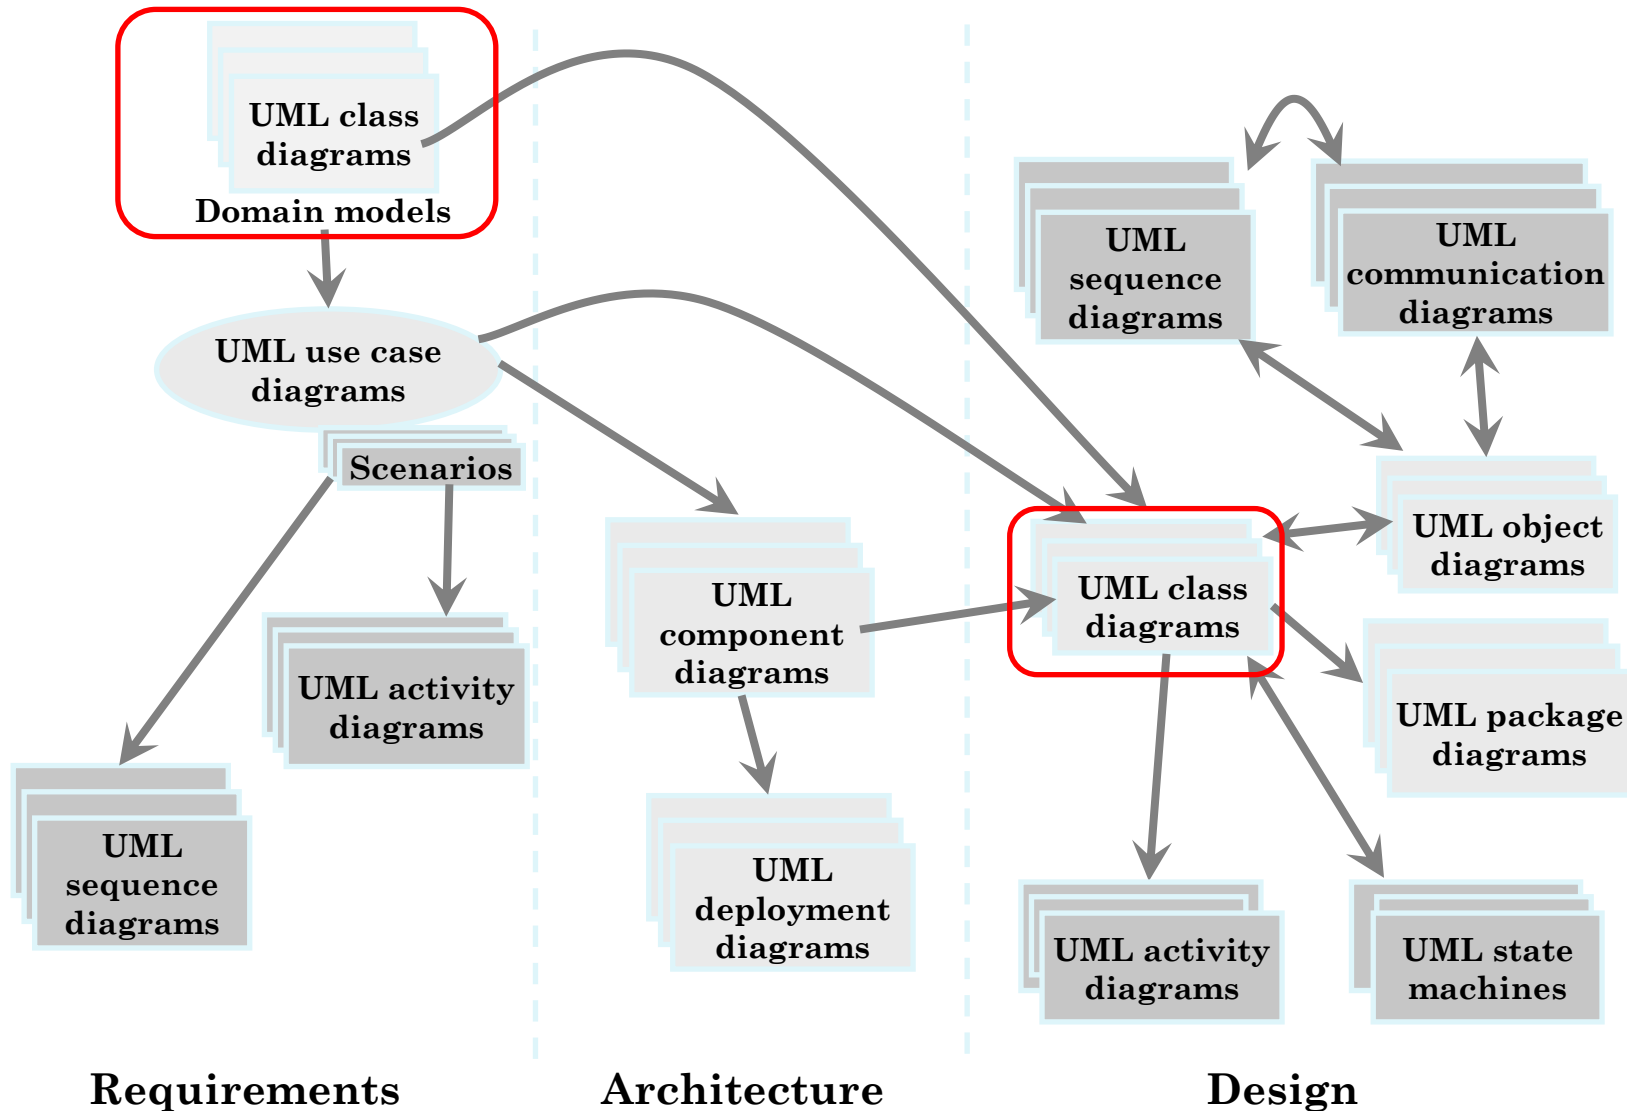 UML class
diagrams
Domain models
UML use case
diagrams
Scenarios
UML activity
diagrams
UML
sequence
diagrams
UML
component
diagrams
UML
deployment
diagrams
UML
sequence
diagrams
UML
communication
diagrams
UML object
diagrams
UML class
diagrams
UML package
diagrams
UML activity
diagrams
UML state
machines
Requirements
Architecture
Design